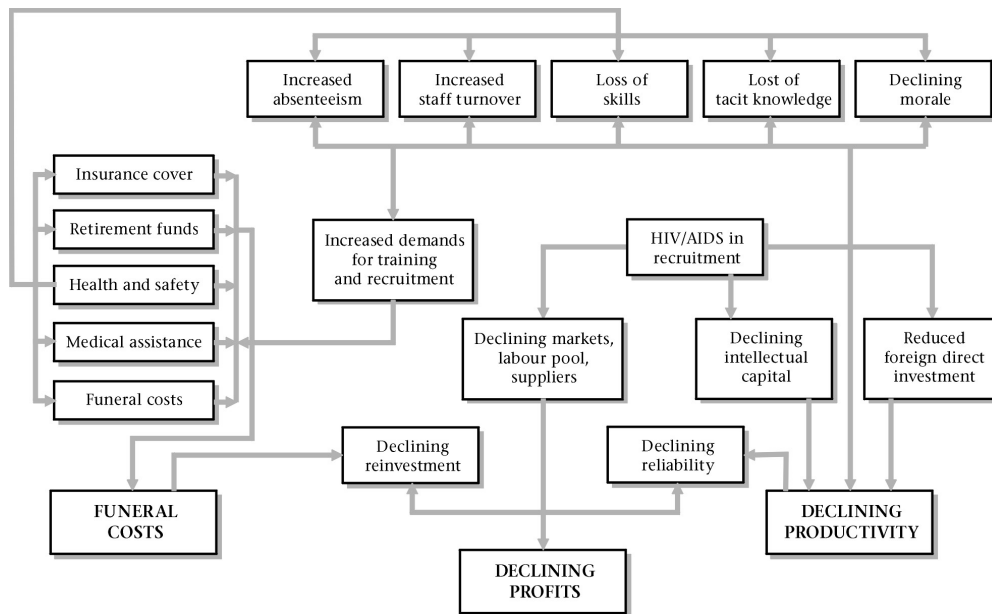 Increased
absenteeism
Increased
staff turnover
Loss of
skills
Lost of
tacit knowledge
Declining
morale
Insurance cover
Retirement funds
Health and safety
Medical assistance
Funeral costs
Increased demands
for training
and recruitment
HIV/AIDS in
recruitment
Declining markets,
labour pool,
suppliers
Declining
intellectual
capital
Reduced
foreign direct
investment
Declining
reinvestment
Declining
reliability
FUNERAL
COSTS
DECLINING
PROFITS
DECLINING
PRODUCTIVITY